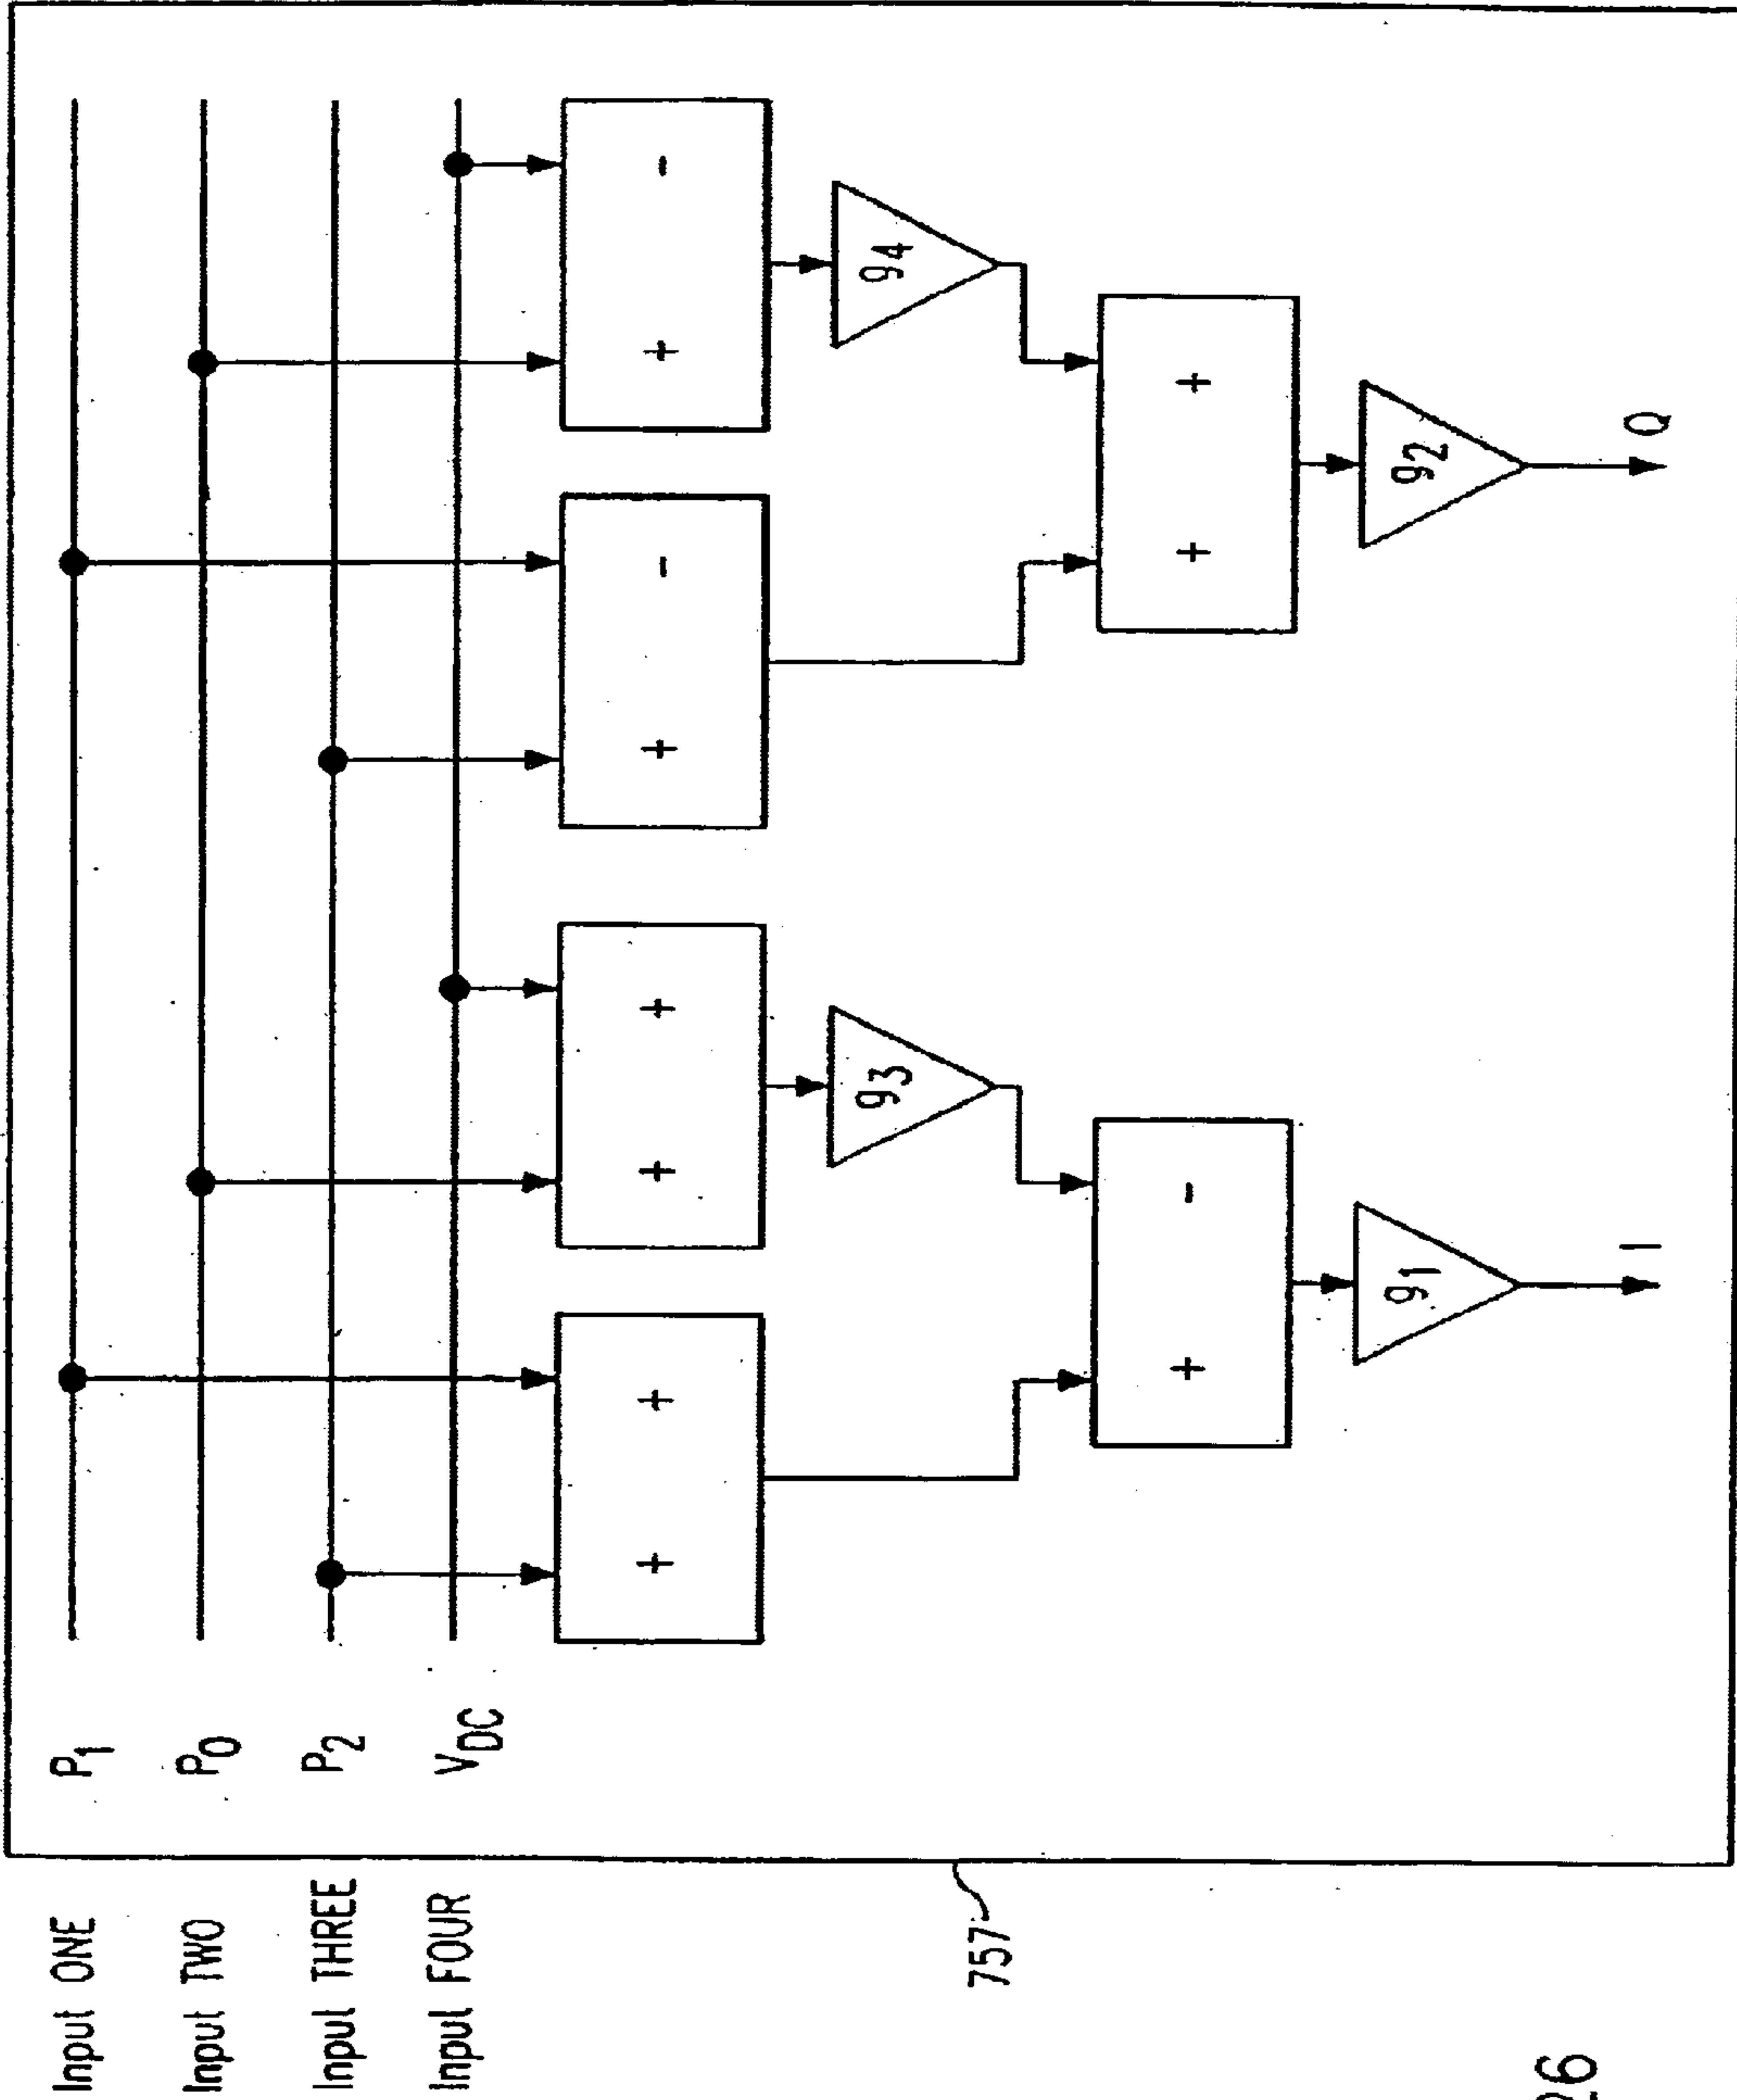 Input ONE P1
Input TWO P0
Input THREE P2
Input FOUR VDC
+ + + + + - + -
g3 g4
757
+ - + +
g1 g2
I Q
26